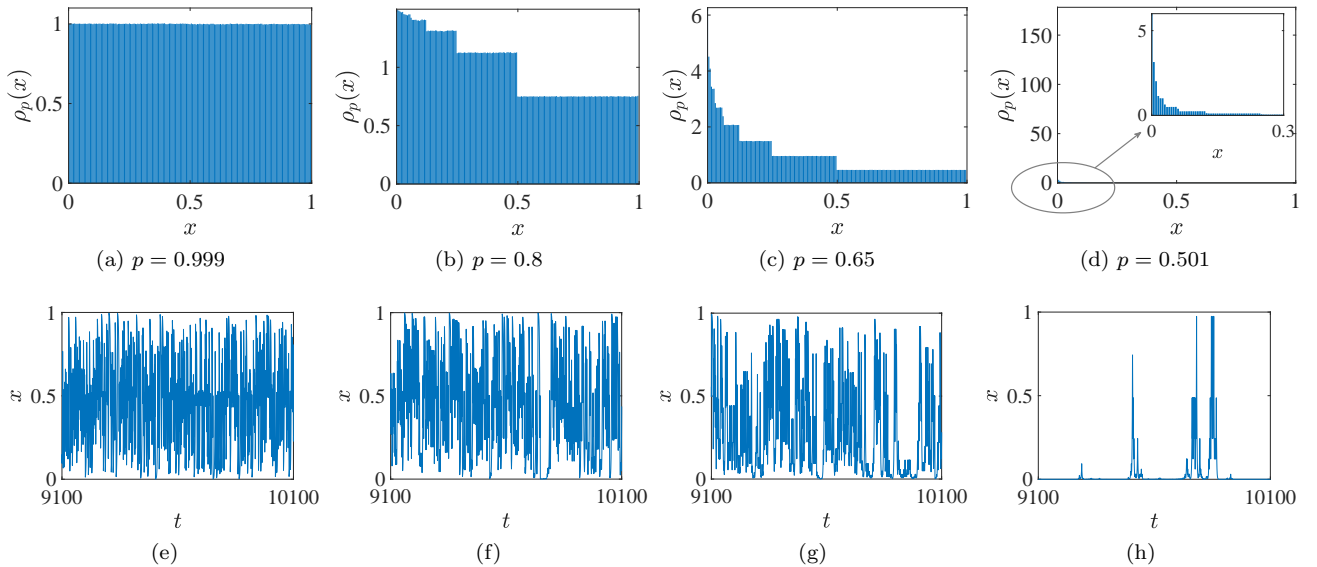 1
0.5
0
ρp(x)
0
0.5
1
x
(a) p = 0.999
1
0.5
0
ρp(x)
0
0.5
1
x
(b) p = 0.8
6
4
2
0
ρp(x)
0
0.5
1
x
(c) p = 0.65
150
100
50
0
ρp(x)
5
0
0
0.3
x
0
0.5
1
x
(d) p = 0.501
1
0.5
0
x
9100
10100
t
(e)
1
0.5
0
x
9100
10100
t
(f)
1
0.5
0
x
9100
10100
t
(g)
1
0.5
0
x
9100
10100
t
(h)